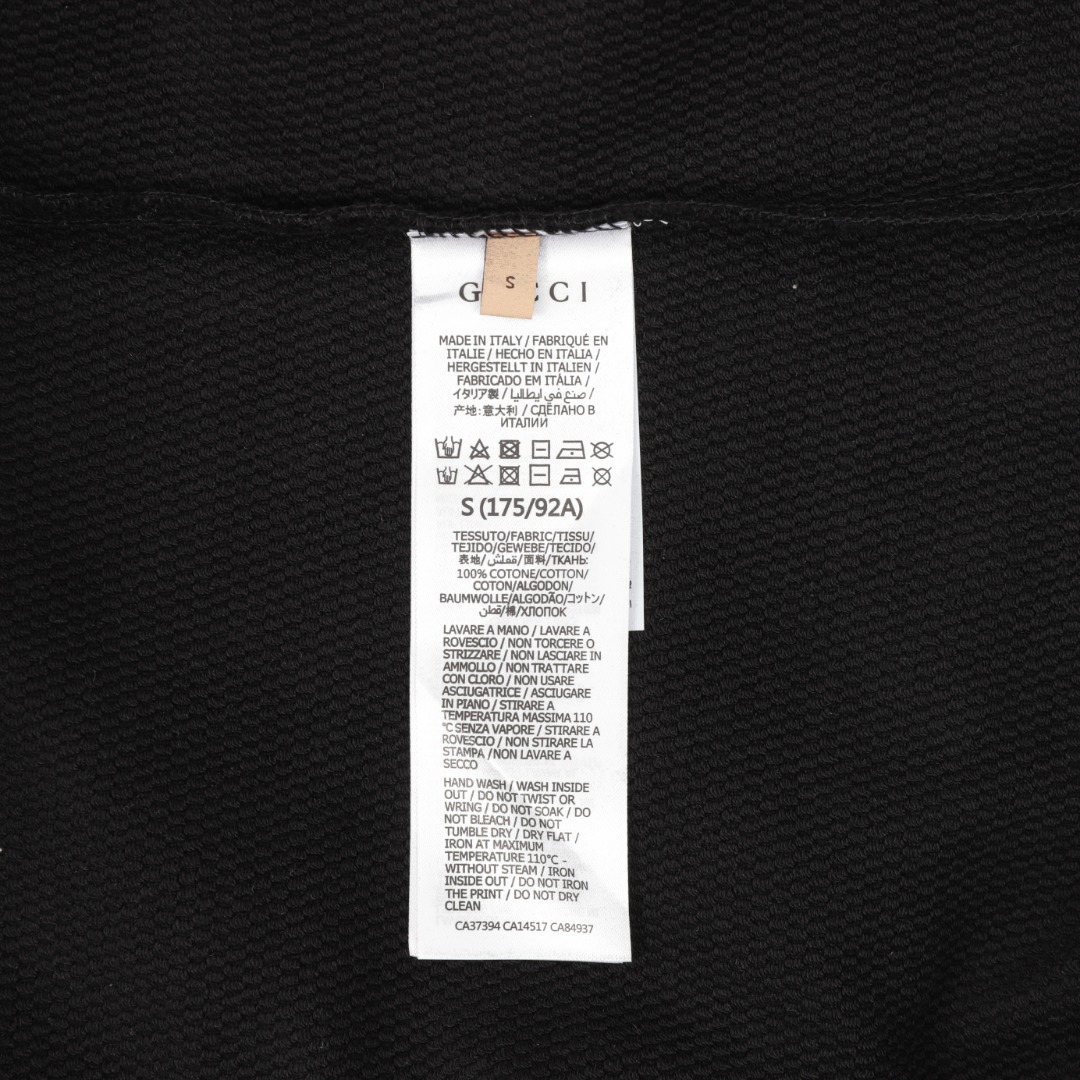 S
G CCI
MADE IN ITALY / FABRIQUÉ EN
ITALIE / HECHO EN ITALIA /
HERGESTELLT IN ITALIEN /
FABRICADO EM ITÁLIA /
イタリア製 / صنع في ايطاليا /
产地：意大利 / СДЕЛАНО В
ИТАЛИИ
S (175/92A)
TESSUTO/FABRIC/TISSU/
TEJIDO/GEWEBE/TECIDO/
表地/قماش/面料/ТКАНЬ:
100% COTONE/COTTON/
COTON/ALGODON/
BAUMWOLLE/ALGODÃO/コットン/
قطن/棉/ХЛОПОК
LAVARE A MANO / LAVARE A
ROVESCIO / NON TORCERE O
STRIZZARE / NON LASCIARE IN
AMMOLLO / NON TRATTARE
CON CLORO / NON USARE
ASCIUGATRICE / ASCIUGARE
IN PIANO / STIRARE A
TEMPERATURA MASSIMA 110
°C SENZA VAPORE / STIRARE A
ROVESCIO / NON STIRARE LA
STAMPA /NON LAVARE A
SECCO
HAND WASH / WASH INSIDE
OUT / DO NOT TWIST OR
WRING / DO NOT SOAK / DO
NOT BLEACH / DO NOT
TUMBLE DRY / DRY FLAT /
IRON AT MAXIMUM
TEMPERATURE 110°C -
WITHOUT STEAM / IRON
INSIDE OUT / DO NOT IRON
THE PRINT / DO NOT DRY
CLEAN
CA37394 CA14517 CA84937